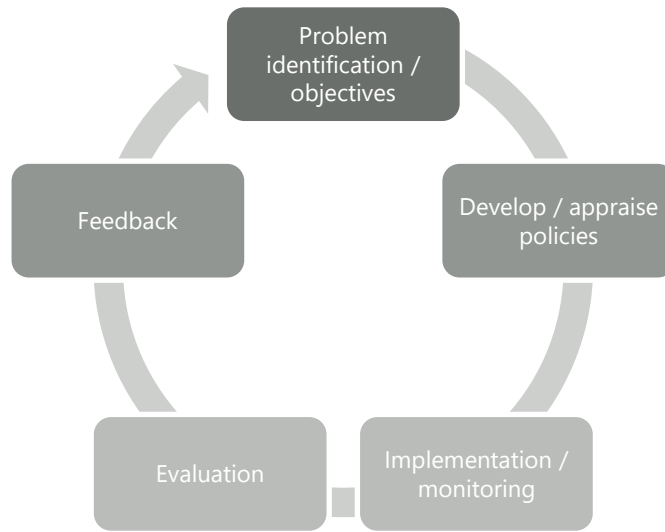 Problem
identification /
objectives
Develop / appraise
policies
Implementation /
monitoring
Evaluation
Feedback